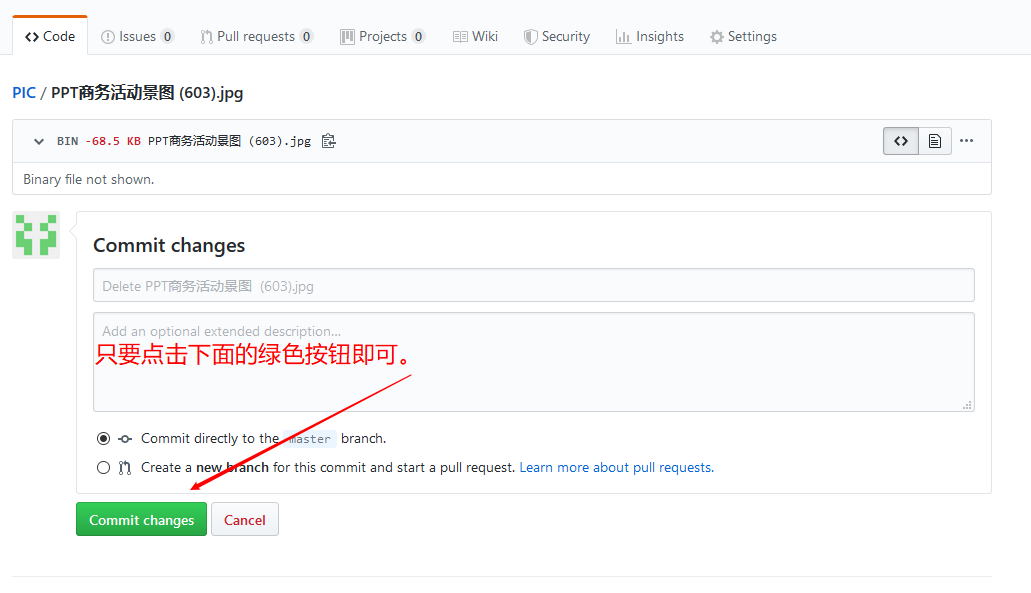 Code Issues 0 Pull requests 0 Projects 0 Wiki Security Insights Settings
PIC / PPT商务活动景图 (603).jpg
BIN -68.5 KB PPT商务活动景图 (603).jpg
Binary file not shown.
Commit changes
Delete PPT商务活动景图 (603).jpg
Add an optional extended description...
只要点击下面的绿色按钮即可。
Commit directly to the master branch.
Create a new branch for this commit and start a pull request. Learn more about pull requests.
Commit changes Cancel